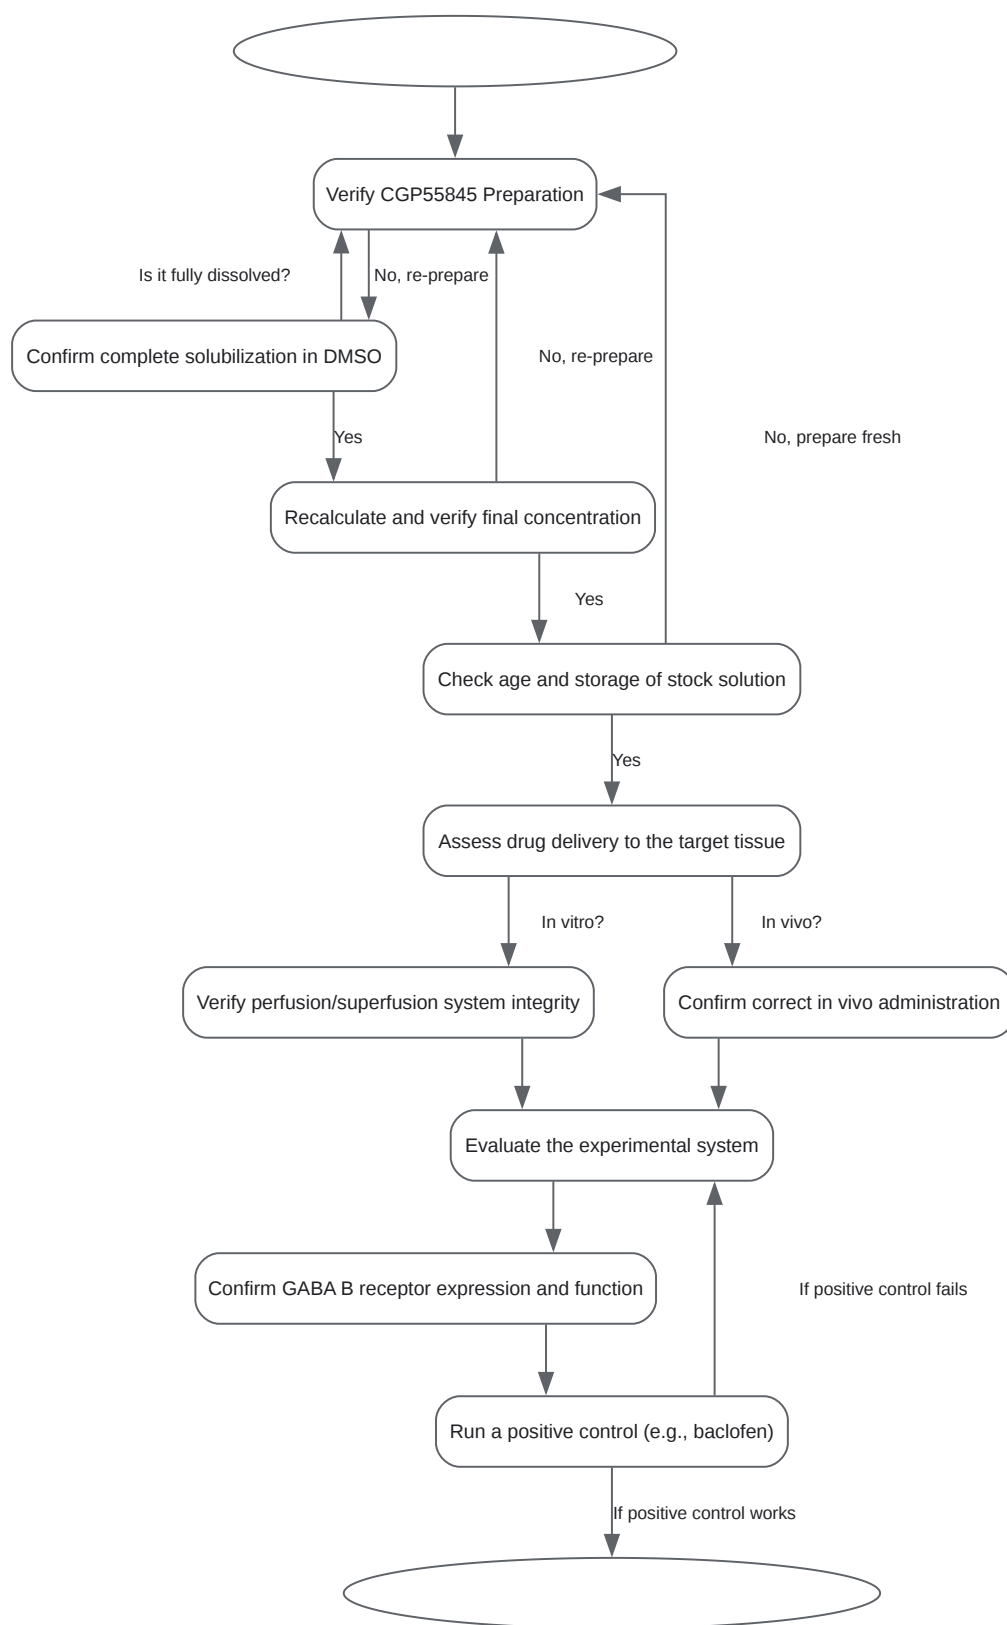 Verify CGP55845 Preparation
Is it fully dissolved?
No, re-prepare
Confirm complete solubilization in DMSO
No, re-prepare
Yes
No, prepare fresh
Recalculate and verify final concentration
Yes
Check age and storage of stock solution
Yes
Assess drug delivery to the target tissue
In vitro?
In vivo?
Verify perfusion/superfusion system integrity
Confirm correct in vivo administration
Evaluate the experimental system
Confirm GABA B receptor expression and function
If positive control fails
Run a positive control (e.g., baclofen)
If positive control works